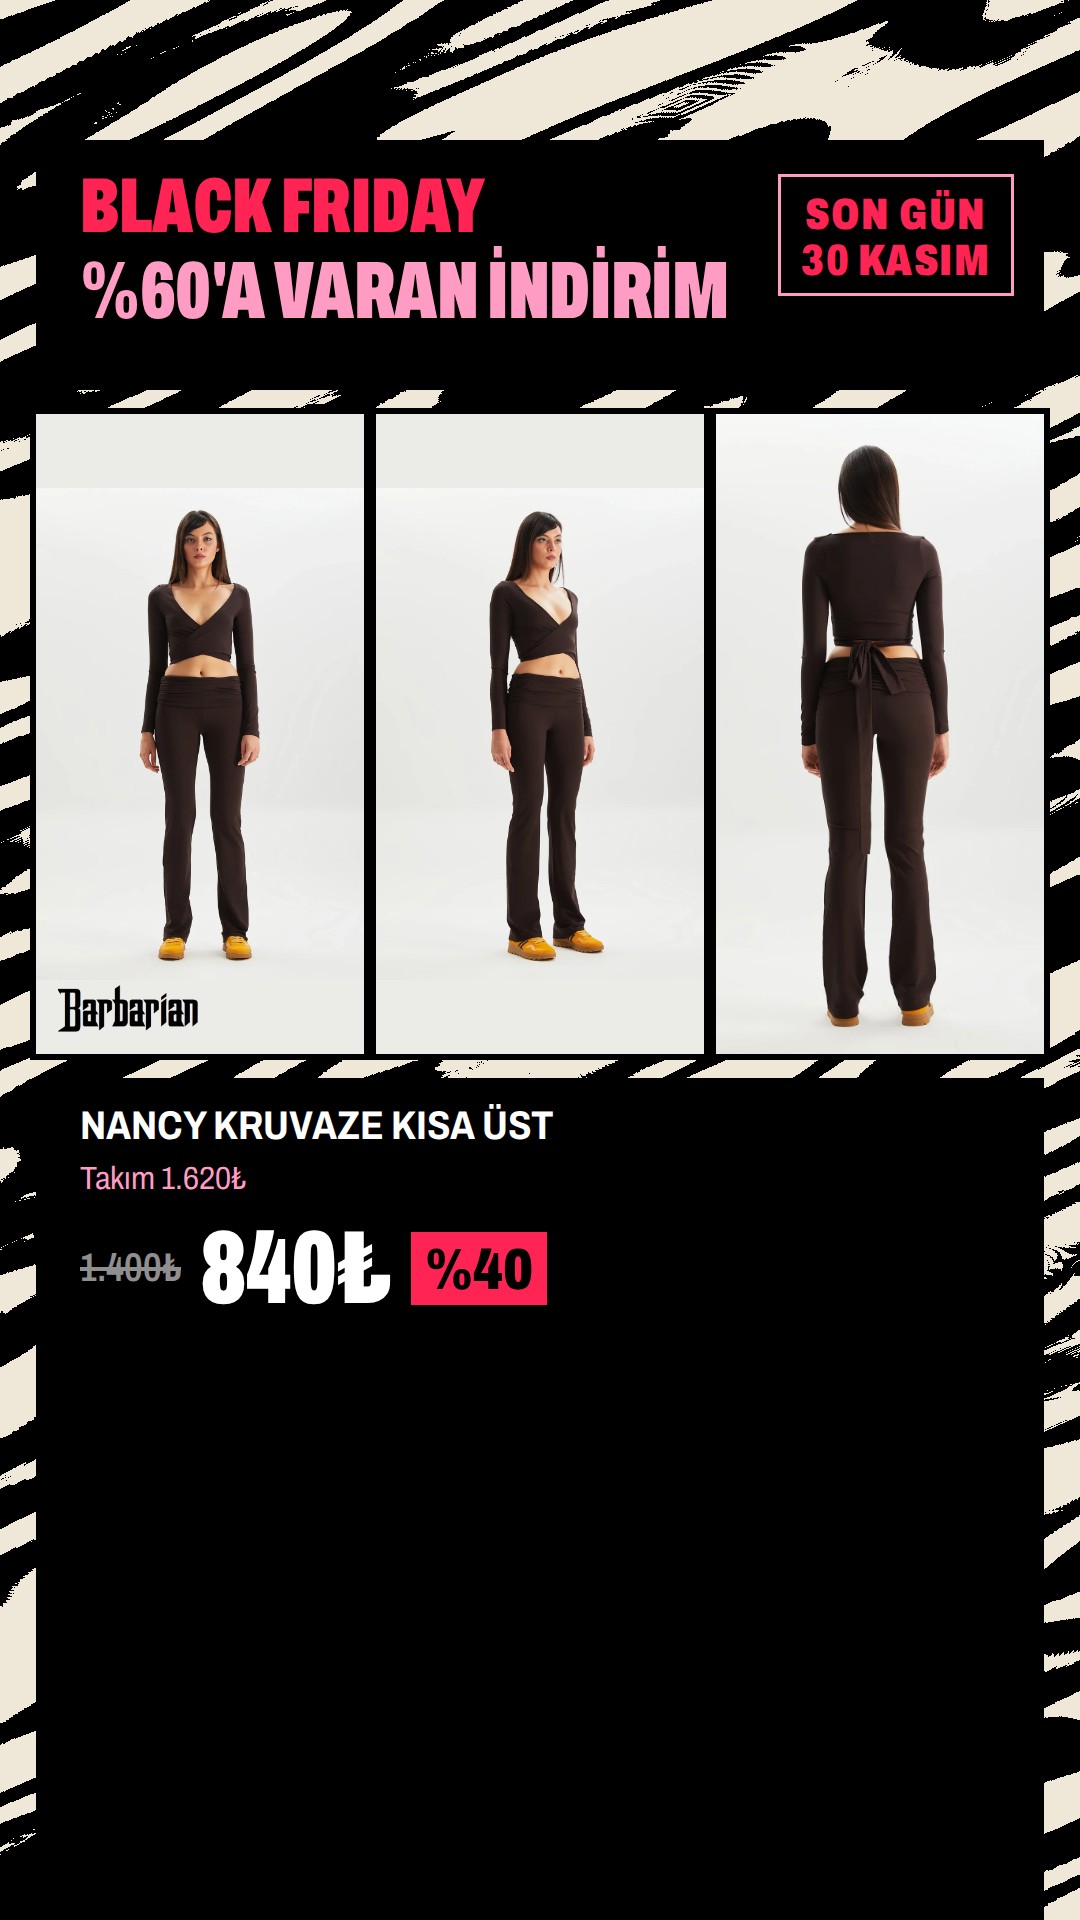 BLACK FRIDAY
%60'A VARAN İNDİRİM
SON GÜN
30 KASIM
Barbarian
NANCY KRUVAZE KISA ÜST
Takım 1.620₺
1.400₺ 840₺ %40